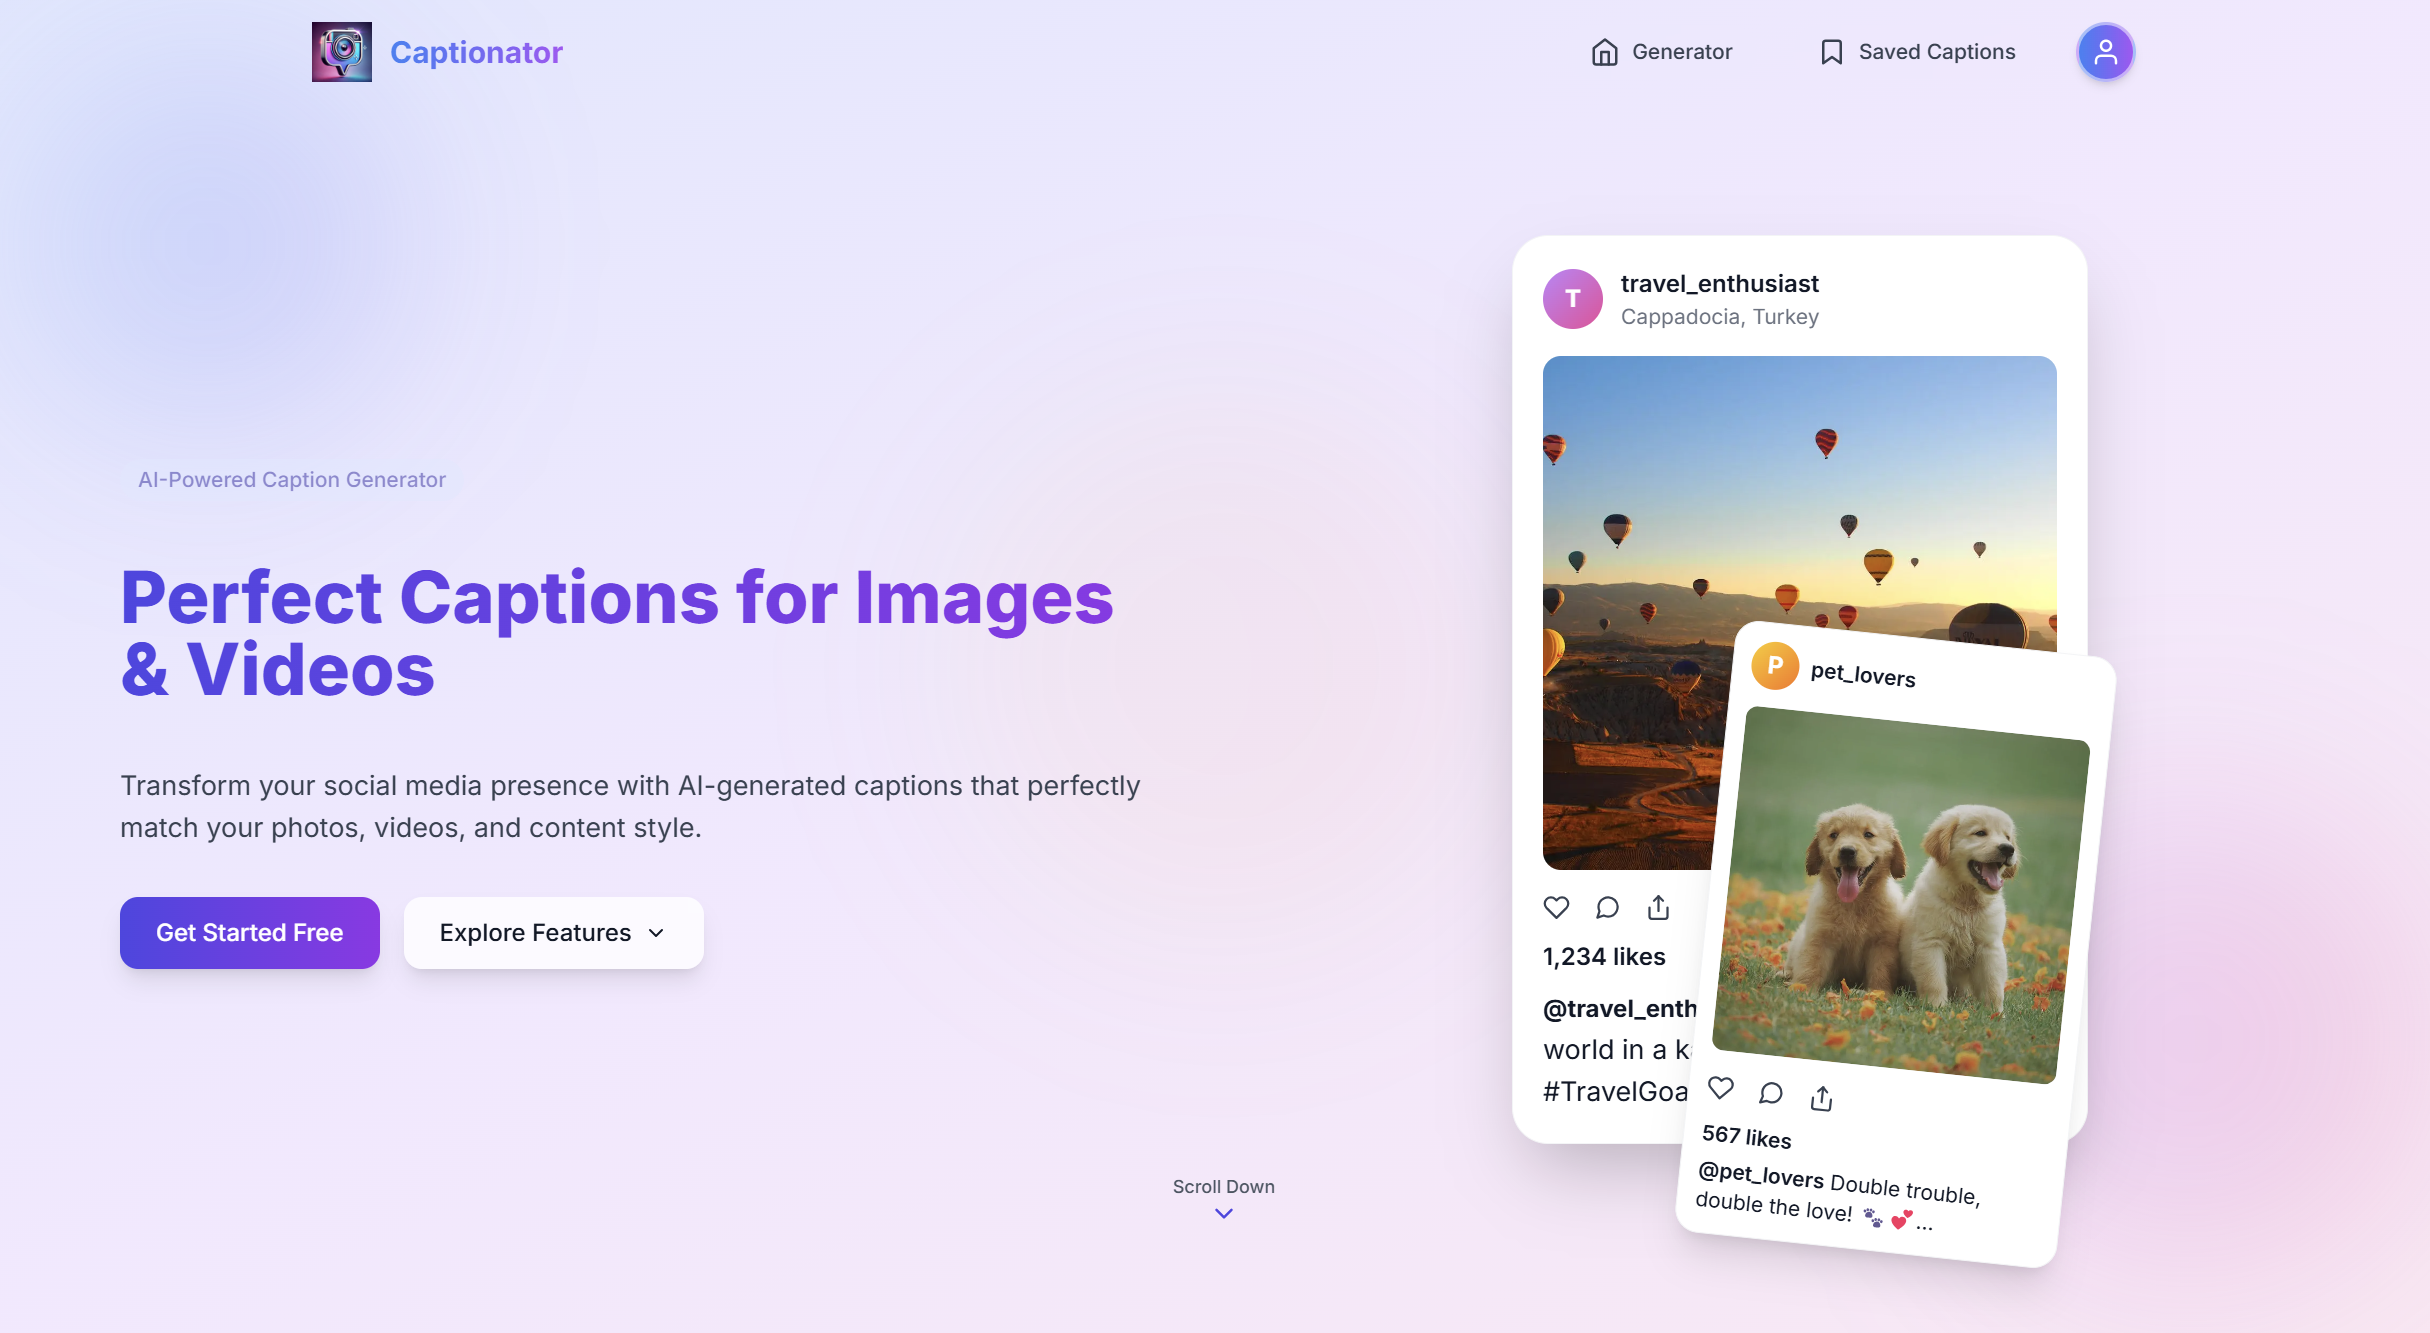 Captionator
Generator
Saved Captions
AI-Powered Caption Generator
Perfect Captions for Images
& Videos
Transform your social media presence with AI-generated captions that perfectly
match your photos, videos, and content style.
Get Started Free
Explore Features
Scroll Down
T
travel_enthusiast
Cappadocia, Turkey
1,234 likes
@travel_enth
world in a k
#TravelGoa
P
pet_lovers
567 likes
@pet_lovers Double trouble,
double the love! 🐾 💕...